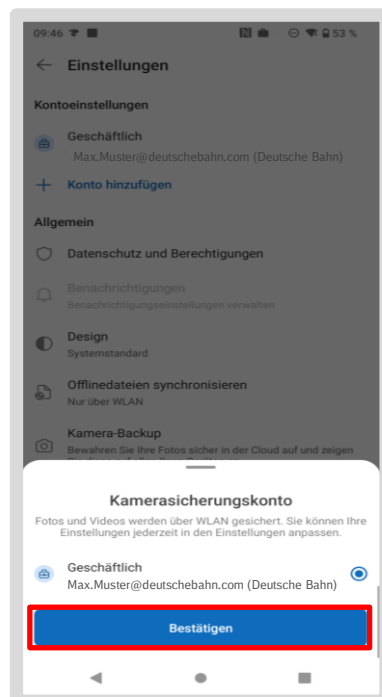 09:46 53 %
Einstellungen
Kontoeinstellungen
Geschäftlich
Max.Muster@deutschebahn.com (Deutsche Bahn)
Konto hinzufügen
Allgemein
Datenschutz und Berechtigungen
Benachrichtigungen
Benachrichtigungseinstellungen verwalten
Design
Systemstandard
Offlinedateien synchronisieren
Nur über WLAN
Kamera-Backup
Bewahren Sie Ihre Fotos sicher in der Cloud auf und zeigen
Kamerasicherungskonto
Fotos und Videos werden über WLAN gesichert. Sie können Ihre
Einstellungen jederzeit in den Einstellungen anpassen.
Geschäftlich
Max.Muster@deutschebahn.com (Deutsche Bahn)
Bestätigen